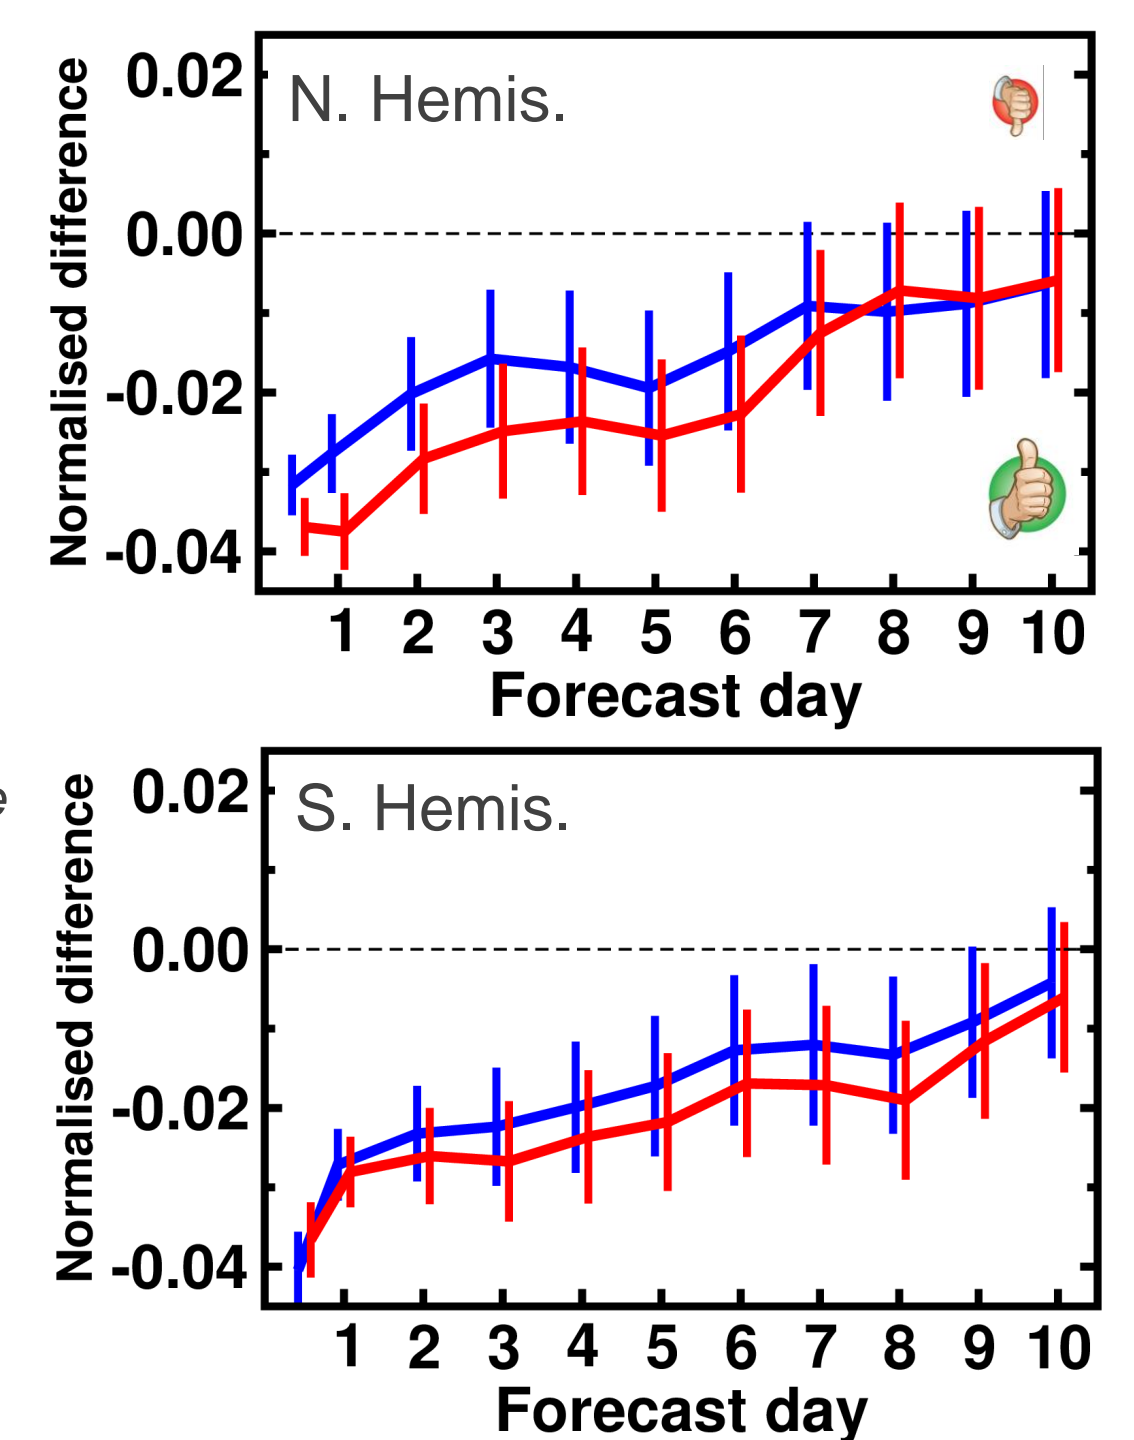 N. Hemis.
Normalised difference
0.02
0.00
-0.02
-0.04
1 2 3 4 5 6 7 8 9 10
Forecast day
e
S. Hemis.
Normalised difference
0.02
0.00
-0.02
-0.04
1 2 3 4 5 6 7 8 9 10
Forecast day